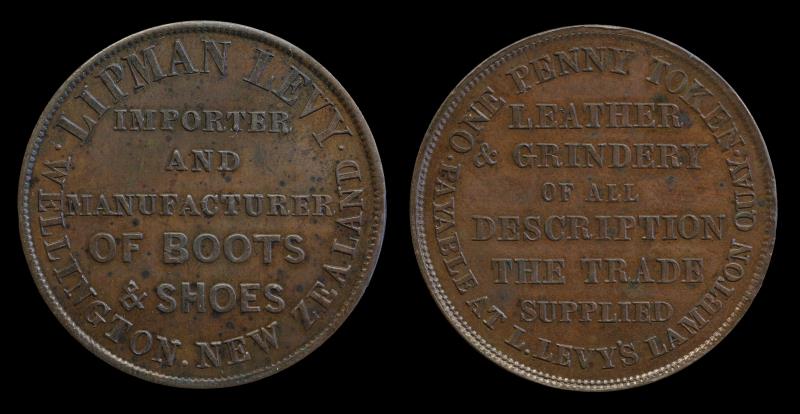 LIPMAN LEVY
IMPORTER
AND
MANUFACTURER
OF BOOTS
& SHOES
WELLINGTON. NEW ZEALAND
ONE PENNY TOKEN
LEATHER
& GRINDERY
OF ALL
DESCRIPTION
THE TRADE
SUPPLIED
PAYABLE AT L. LEVY'S LAMBTON QUAY